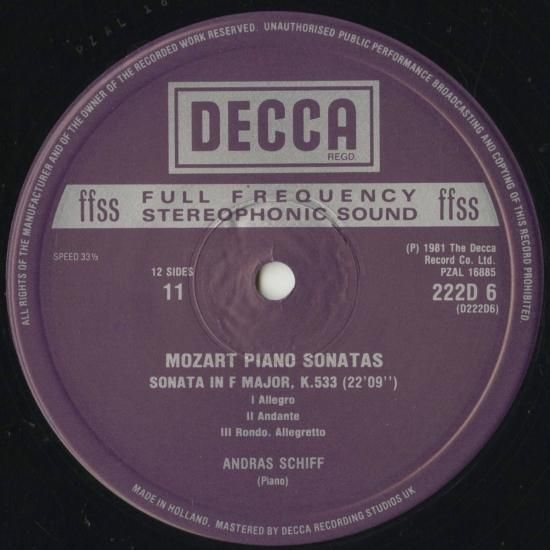 PZAL 16
ALL RIGHTS OF THE MANUFACTURER AND OF THE OWNER OF THE RECORDED WORK RESERVED. UNAUTHORISED PUBLIC PERFORMANCE BROADCASTING AND COPYING OF THIS RECORD PROHIBITED.
DECCA
REGD.
ffss FULL FREQUENCY STEREOPHONIC SOUND ffss
SPEED 33⅓
(P) 1981 The Decca
Record Co. Ltd.
PZAL 16885
12 SIDES
11
222D 6
(D222D6)
MOZART PIANO SONATAS
SONATA IN F MAJOR, K.533 (22'09'')
I Allegro
II Andante
III Rondo. Allegretto
ANDRAS SCHIFF
(Piano)
MADE IN HOLLAND. MASTERED BY DECCA RECORDING STUDIOS UK